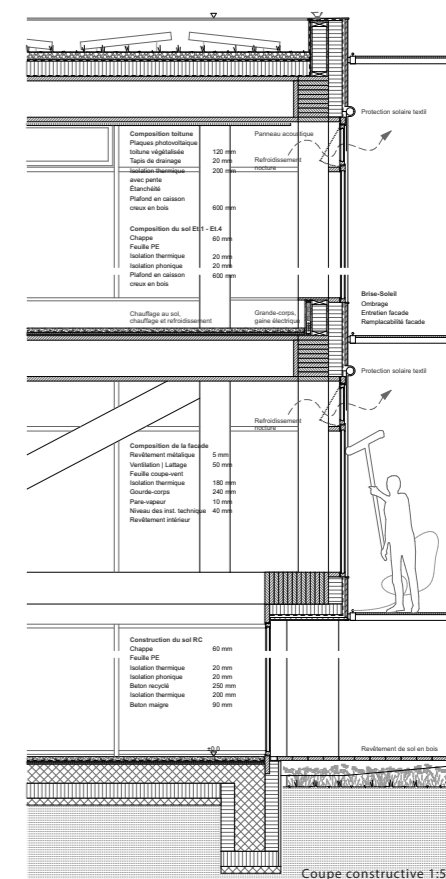 Composition toitune
Plaques photovoltaique
toitune végétalisée 120 mm
Tapis de drainage 20 mm
Isolation thermique 200 mm
avec pente
Étanchélté
Plafond en caisson
creux en bois 600 mm
Panneau acoustique
Refroidissement
nocture
Protection solaire textil
Composition du sol Et.1 - Et.4
Chappe 60 mm
Feuille PE
Isolation thermique 20 mm
Isolation phonique 20 mm
Plafond en caisson 600 mm
creux en bois
Chauffage au sol,
chauffage et refroidissement
Grande-corps,
gaine électrique
Brise-Soleil
Ombrage
Entretien facade
Remplacabilité facade
Protection solaire textil
Refroidissement
nocture
Composition de la facade
Revêtement métalique 5 mm
Ventilation | Lattage 50 mm
Feuille coupe-vent
Isolation thermique 180 mm
Gourde-corps 240 mm
Pare-vapeur 10 mm
Niveau des inst. technique 40 mm
Revêtement intérieur
Construction du sol RC
Chappe 60 mm
Feuille PE
Isolation thermique 20 mm
Isolation phonique 20 mm
Beton recyclé 250 mm
Isolation thermique 200 mm
Beton maigre 90 mm
±0.0
Revêtement de sol en bois
Coupe constructive 1:5